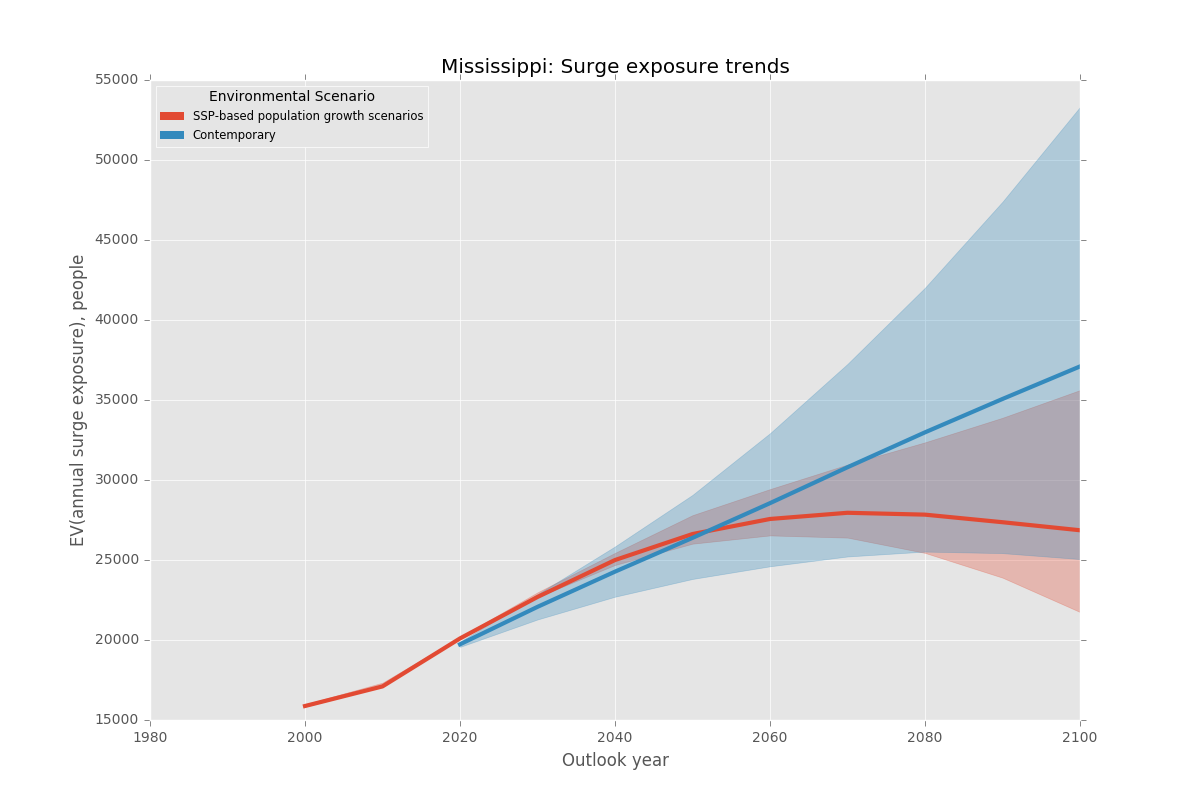 Mississippi: Surge exposure trends
Environmental Scenario
SSP-based population growth scenarios
Contemporary
EV(annual surge exposure), people
55000
50000
45000
40000
35000
30000
25000
20000
15000
1980 2000 2020 2040 2060 2080 2100
Outlook year